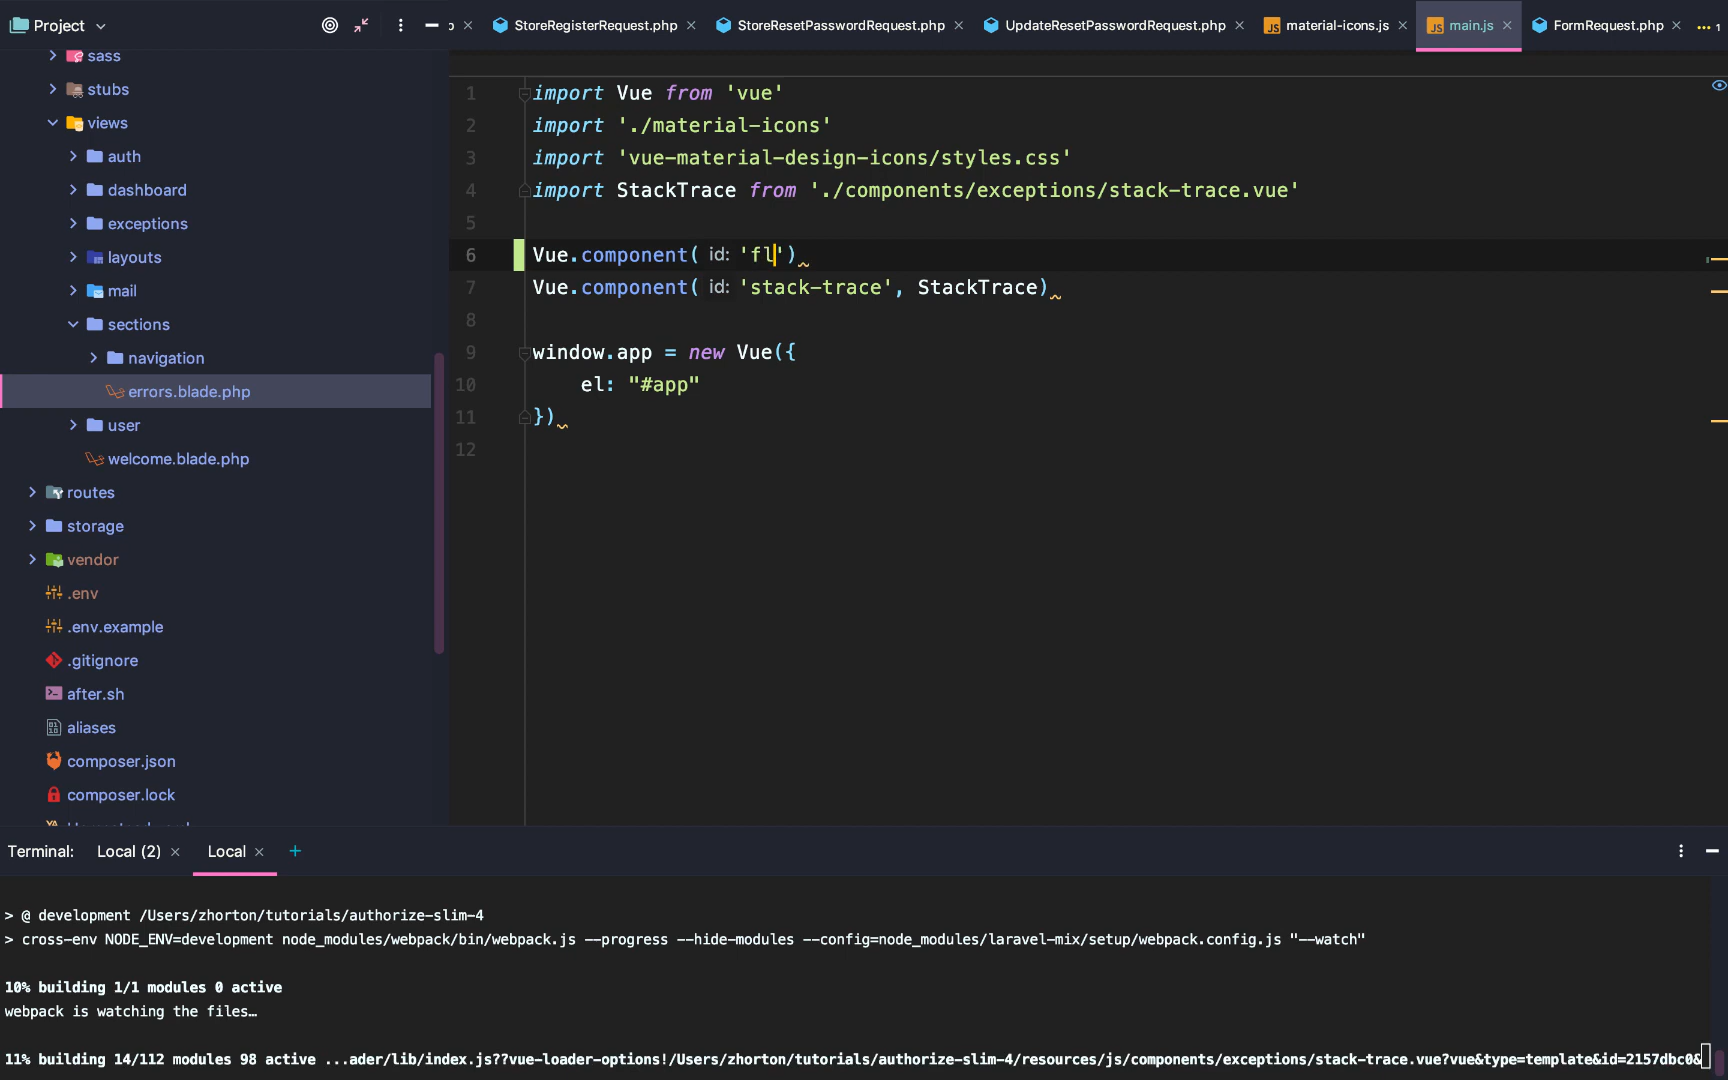 Project
StoreRegisterRequest.php
StoreResetPasswordRequest.php
UpdateResetPasswordRequest.php
material-icons.js
main.js
FormRequest.php
1
sass
stubs
views
auth
dashboard
exceptions
layouts
mail
sections
navigation
errors.blade.php
user
welcome.blade.php
routes
storage
vendor
.env
.env.example
.gitignore
after.sh
aliases
composer.json
composer.lock
1 import Vue from 'vue'
2 import './material-icons'
3 import 'vue-material-design-icons/styles.css'
4 import StackTrace from './components/exceptions/stack-trace.vue'
5
6 Vue.component( id: 'fl')
7 Vue.component( id: 'stack-trace', StackTrace)
8
9 window.app = new Vue({
10 el: "#app"
11 })
12
Terminal: Local (2) Local +
> @ development /Users/zhorton/tutorials/authorize-slim-4
> cross-env NODE_ENV=development node_modules/webpack/bin/webpack.js --progress --hide-modules --config=node_modules/laravel-mix/setup/webpack.config.js "--watch"
10% building 1/1 modules 0 active
webpack is watching the files…
11% building 14/112 modules 98 active ...ader/lib/index.js??vue-loader-options!/Users/zhorton/tutorials/authorize-slim-4/resources/js/components/exceptions/stack-trace.vue?vue&type=template&id=2157dbc0&